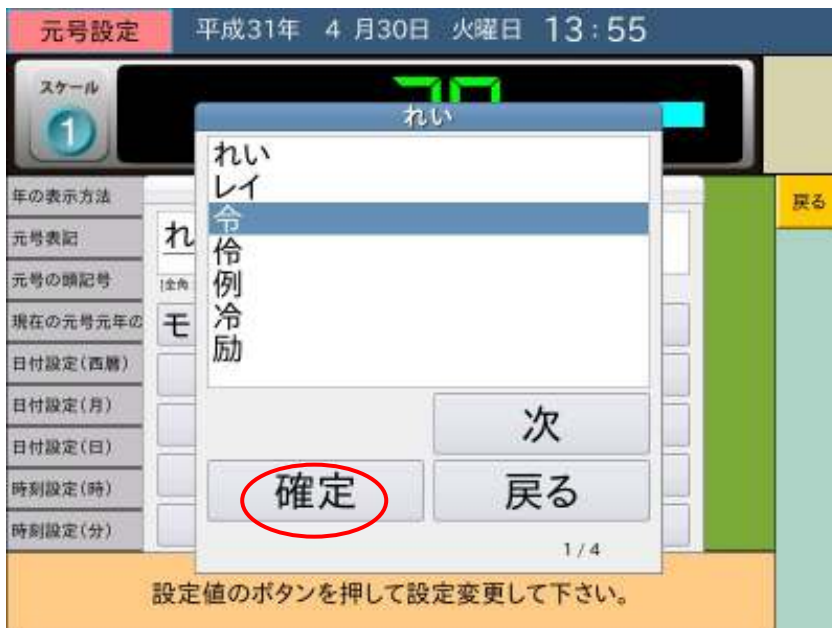 元号設定 平成31年 4月30日 火曜日 13:55
スケール
1
れい
れい
レイ
令
伶
例
冷
励
次
確定
戻る
1/4
年の表示方法
元号表記
れ
元号の頭記号
[全角
現在の元号元年の
モ
日付設定(西暦)
日付設定(月)
日付設定(日)
時刻設定(時)
時刻設定(分)
戻る
設定値のボタンを押して設定変更して下さい。